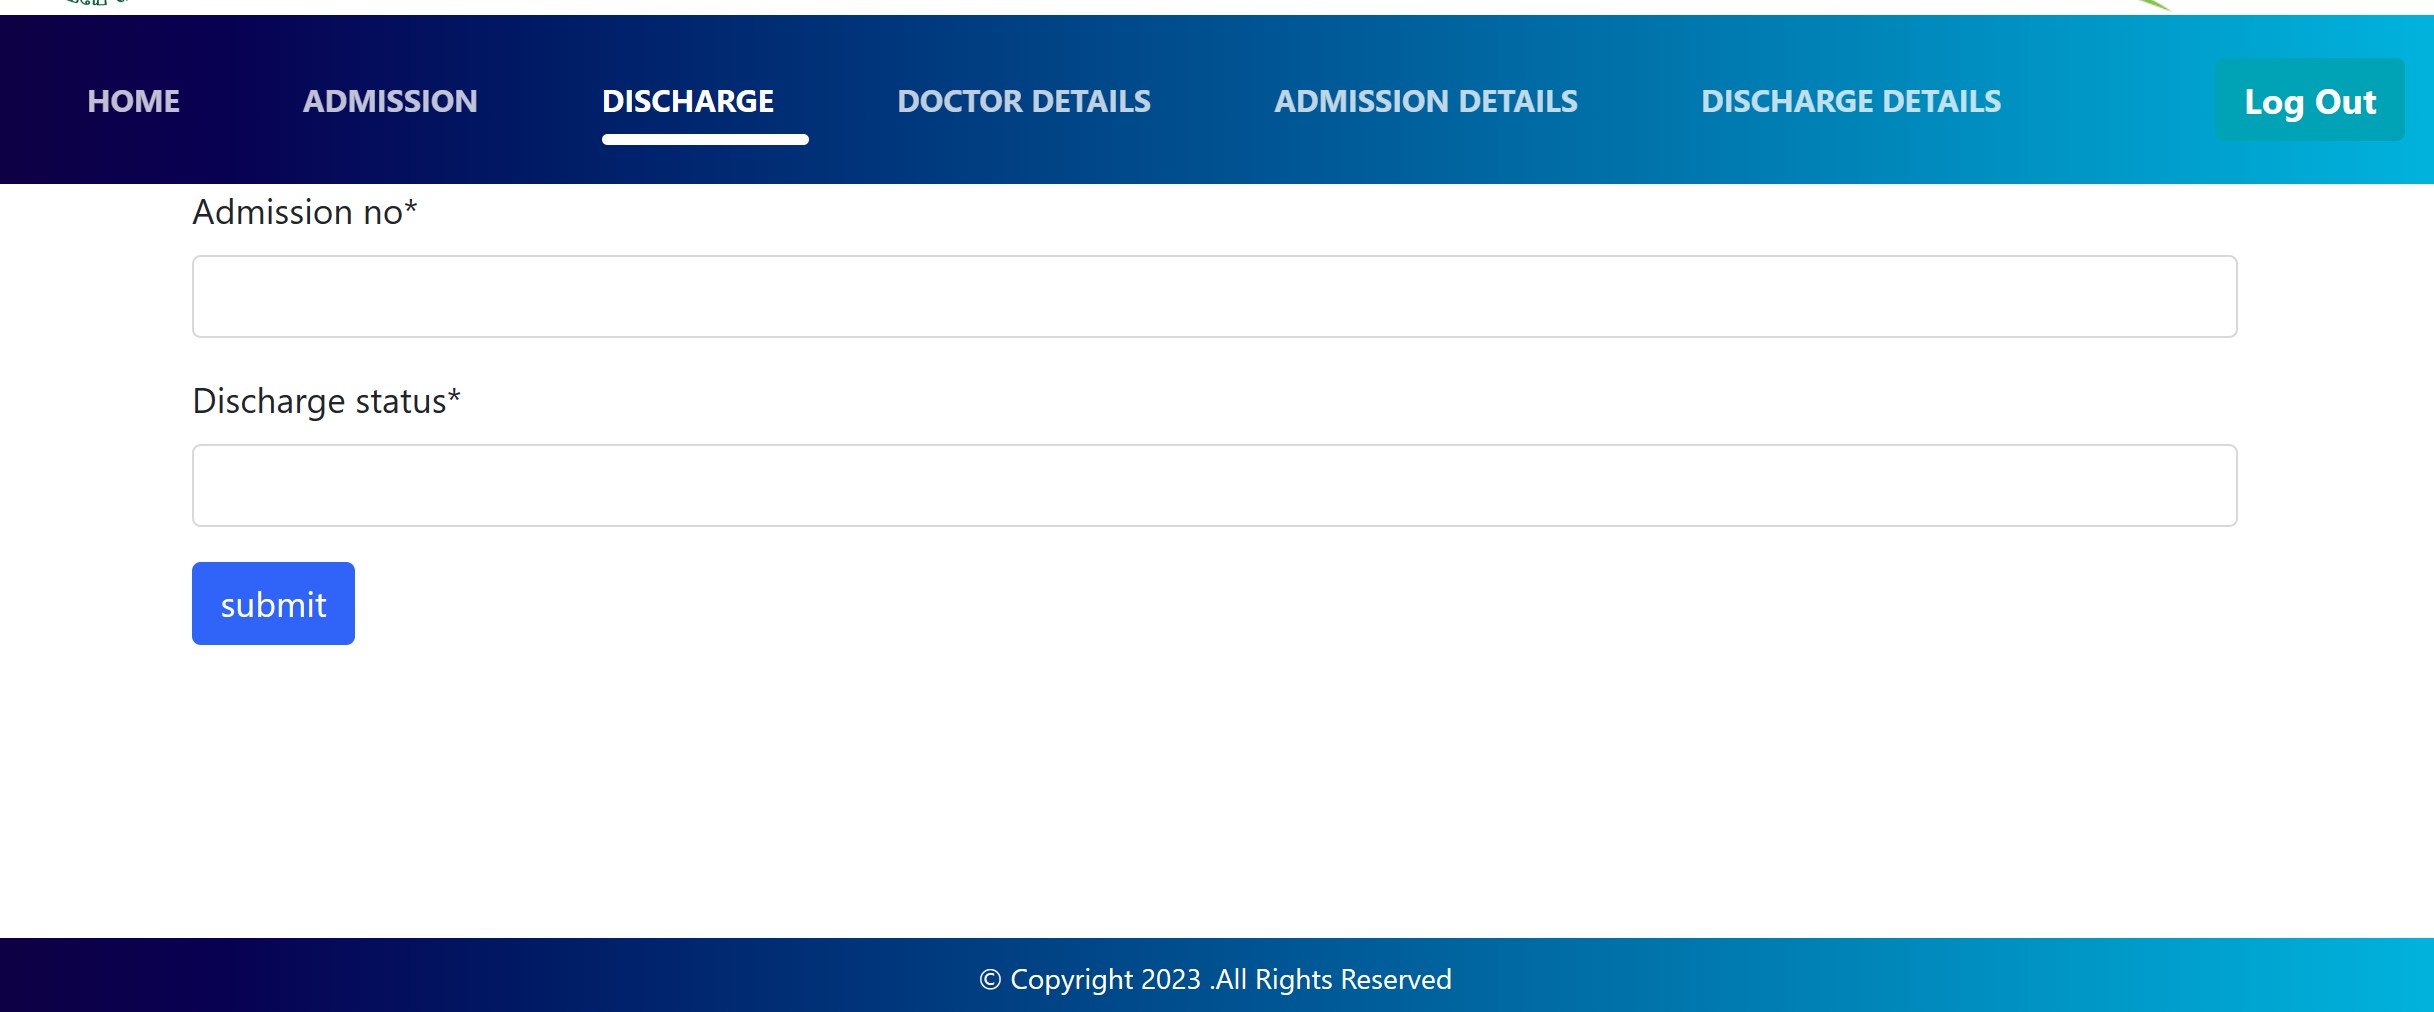 HOME ADMISSION DISCHARGE DOCTOR DETAILS ADMISSION DETAILS DISCHARGE DETAILS Log Out
Admission no*
Discharge status*
submit
© Copyright 2023 .All Rights Reserved